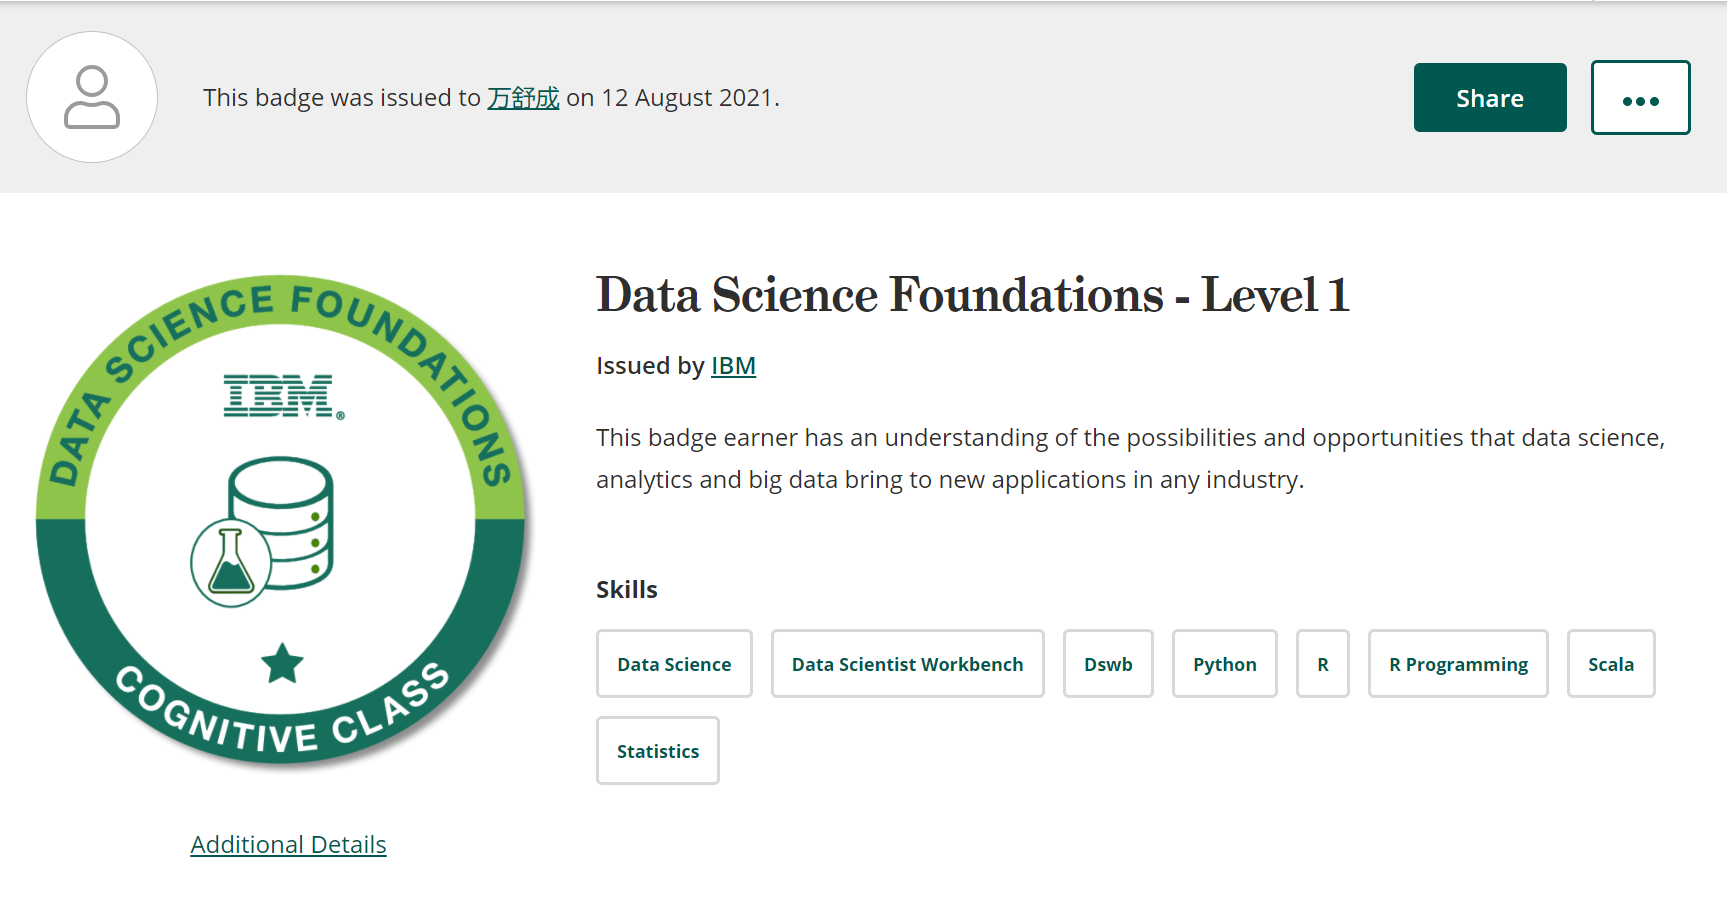 This badge was issued to 万舒成 on 12 August 2021.
Share
DATA SCIENCE FOUNDATIONS
IBM®
COGNITIVE CLASS
Additional Details
Data Science Foundations - Level 1
Issued by IBM
This badge earner has an understanding of the possibilities and opportunities that data science,
analytics and big data bring to new applications in any industry.
Skills
Data Science Data Scientist Workbench Dswb Python R R Programming Scala
Statistics